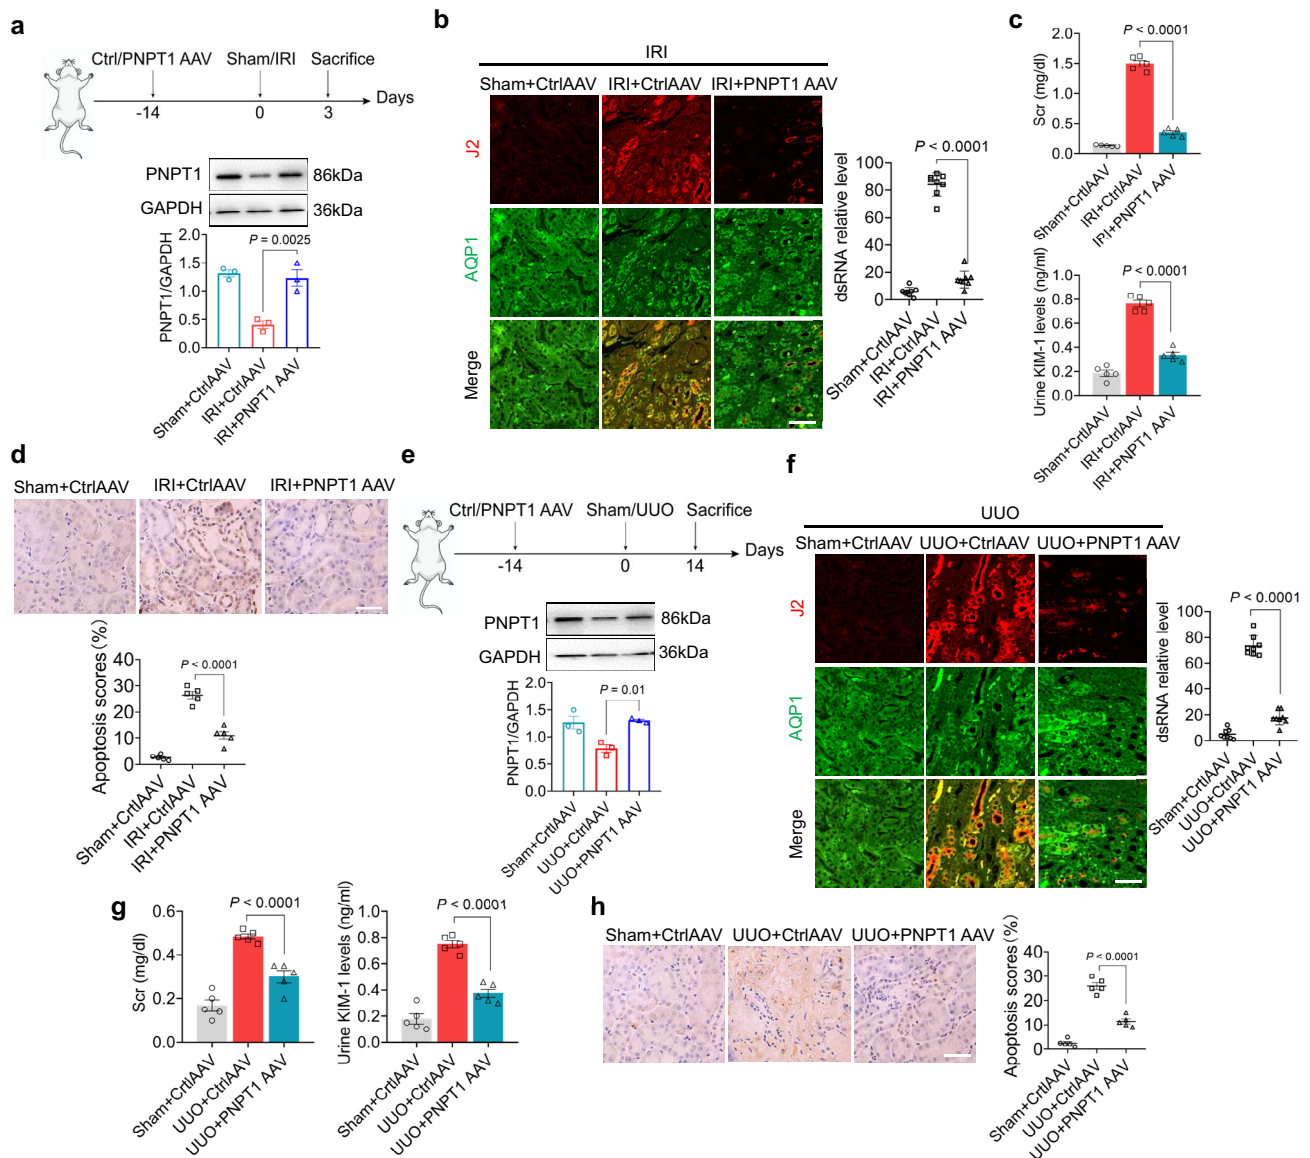 a
Ctrl/PNPT1 AAV Sham/IRI Sacrifice
Days
-14 0 3
PNPT1 86kDa
GAPDH 36kDa
PNPT1/GAPDH
2.0
1.5
1.0
0.5
0.0
P = 0.0025
Sham+CtrlAAV
IRI+CtrlAAV
IRI+PNPT1 AAV
b
IRI
Sham+CtrlAAV IRI+CtrlAAV IRI+PNPT1 AAV
J2
AQP1
Merge
dsRNA relative level
100
80
60
40
20
0
P < 0.0001
Sham+CrtlAAV
IRI+CtrlAAV
IRI+PNPT1 AAV
c
Scr (mg/dl)
2.0
1.5
1.0
0.5
0.0
P < 0.0001
Sham+CrtlAAV
IRI+CtrlAAV
IPI+PNPT1 AAV
Urine KIM-1 levels (ng/ml)
1.0
0.8
0.6
0.4
0.2
0.0
P < 0.0001
Sham+CrtlAAV
IRI+CtrlAAV
IRI+PNPT1 AAV
d
Sham+CtrlAAV IRI+CtrlAAV IRI+PNPT1 AAV
Apoptosis scores (%)
40
30
20
10
0
P < 0.0001
Sham+CrtlAAV
IRI+CtrlAAV
IRI+PNPT1 AAV
e
Ctrl/PNPT1 AAV Sham/UUO Sacrifice
Days
-14 0 14
PNPT1 86kDa
GAPDH 36kDa
PNPT1/GAPDH
2.0
1.5
1.0
0.5
0.0
P = 0.01
Sham+CrtlAAV
UUO+CtrlAAV
UUO+PNPT1 AAV
f
UUO
Sham+CtrlAAV UUO+CtrlAAV UUO+PNPT1 AAV
J2
AQP1
Merge
dsRNA relative level
100
80
60
40
20
0
P < 0.0001
Sham+CrtlAAV
UUO+CtrlAAV
UUO+PNPT1 AAV
g
Scr (mg/dl)
0.6
0.4
0.2
0.0
P < 0.0001
Sham+CrtlAAV
UUO+CtrlAAV
UUO+PNPT1 AAV
Urine KIM-1 levels (ng/ml)
1.0
0.8
0.6
0.4
0.2
0.0
P < 0.0001
Sham+CrtlAAV
UUO+CtrlAAV
UUO+PNPT1 AAV
h
Sham+CtrlAAV UUO+CtrlAAV UUO+PNPT1 AAV
Apoptosis scores (%)
40
30
20
10
0
P < 0.0001
Sham+CrtlAAV
UUO+CtrlAAV
UUO+PNPT1 AAV